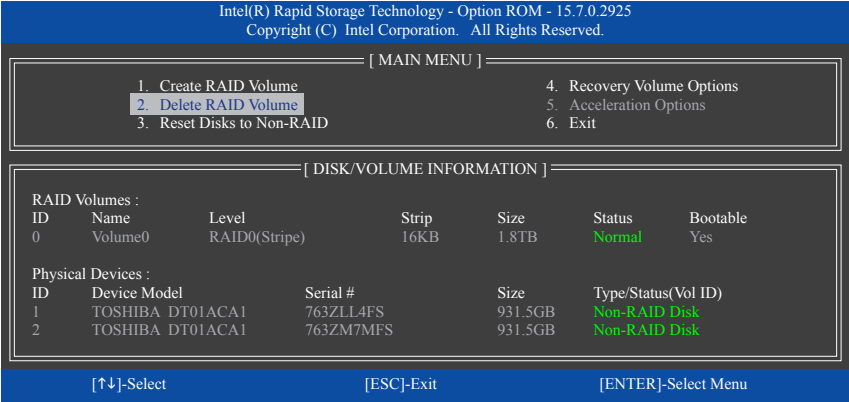 Intel(R) Rapid Storage Technology - Option ROM - 15.7.0.2925
Copyright (C) Intel Corporation. All Rights Reserved.
[ MAIN MENU ]
1. Create RAID Volume 4. Recovery Volume Options
2. Delete RAID Volume 5. Acceleration Options
3. Reset Disks to Non-RAID 6. Exit
[ DISK/VOLUME INFORMATION ]
RAID Volumes :
ID Name Level Strip Size Status Bootable
0 Volume0 RAID0(Stripe) 16KB 1.8TB Normal Yes
Physical Devices :
ID Device Model Serial # Size Type/Status(Vol ID)
1 TOSHIBA DT01ACA1 763ZLL4FS 931.5GB Non-RAID Disk
2 TOSHIBA DT01ACA1 763ZM7MFS 931.5GB Non-RAID Disk
[↑↓]-Select [ESC]-Exit [ENTER]-Select Menu